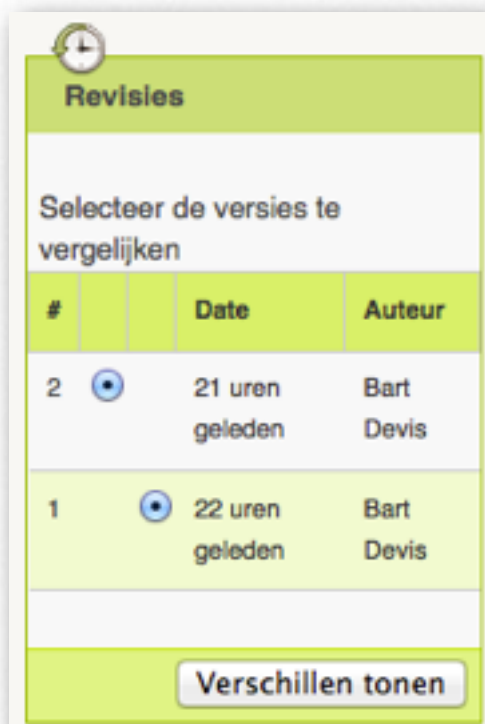 Revisies
Selecteer de versies te
vergelijken
# Date Auteur
2 21 uren Bart
geleden Devis
1 22 uren Bart
geleden Devis
Verschillen tonen